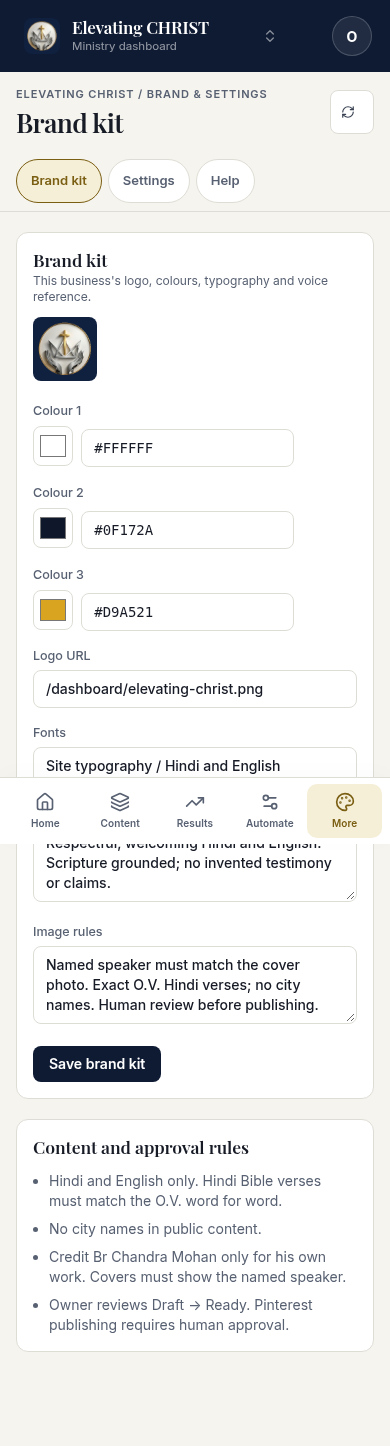 Elevating CHRIST
Ministry dashboard
O
ELEVATING CHRIST / BRAND & SETTINGS
Brand kit
Brand kit
Settings
Help
Brand kit
This business's logo, colours, typography and voice
reference.
Colour 1
#FFFFFF
Colour 2
#0F172A
Colour 3
#D9A521
Logo URL
/dashboard/elevating-christ.png
Fonts
Site typography / Hindi and English
Home
Content
Results
Automate
More
Respectful, welcoming Hindi and English.
Scripture grounded; no invented testimony
or claims.
Image rules
Named speaker must match the cover
photo. Exact O.V. Hindi verses; no city
names. Human review before publishing.
Save brand kit
Content and approval rules
• Hindi and English only. Hindi Bible verses
must match the O.V. word for word.
• No city names in public content.
• Credit Br Chandra Mohan only for his own
work. Covers must show the named speaker.
• Owner reviews Draft → Ready. Pinterest
publishing requires human approval.